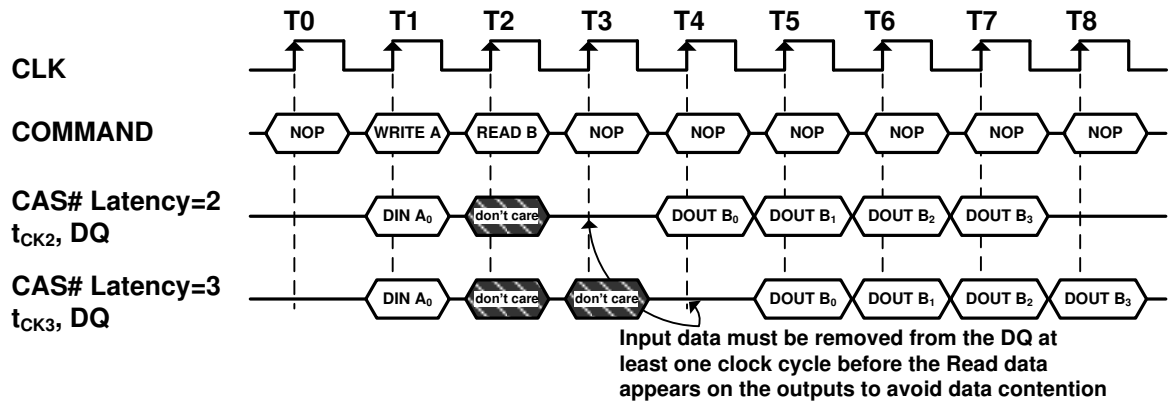 T0 T1 T2 T3 T4 T5 T6 T7 T8
CLK
COMMAND
NOP WRITE A READ B NOP NOP NOP NOP NOP NOP
CAS# Latency=2
tCK2, DQ
DIN A0 don't care DOUT B0 DOUT B1 DOUT B2 DOUT B3
CAS# Latency=3
tCK3, DQ
DIN A0 don't care don't care DOUT B0 DOUT B1 DOUT B2 DOUT B3
Input data must be removed from the DQ at
least one clock cycle before the Read data
appears on the outputs to avoid data contention